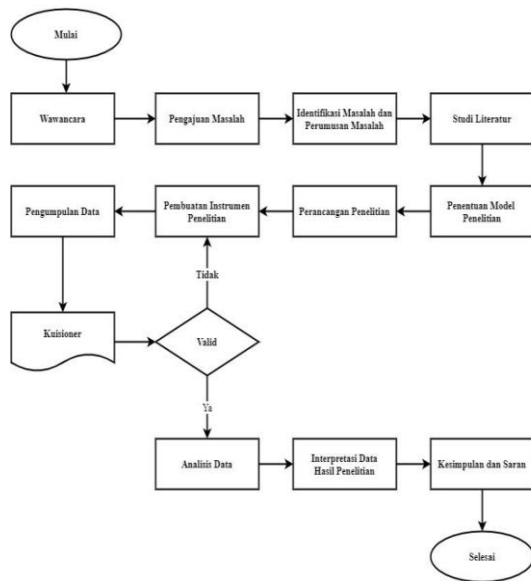 Mulai
Wawancara
Pengajuan Masalah
Identifikasi Masalah dan
Perumusan Masalah
Studi Literatur
Pengumpulan Data
Pembuatan Instrumen
Penelitian
Perancangan Penelitian
Penentuan Model
Penelitian
Tidak
Kuisioner
Valid
Ya
Analisis Data
Interpretasi Data
Hasil Penelitian
Kesimpulan dan Saran
Selesai